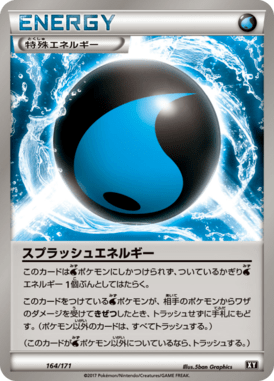 ENERGY
特殊エネルギー
スプラッシュエネルギー
このカードはポケモンにしかつけられず、ついているかぎり
エネルギー1個ぶんとしてはたらく。
このカードをつけているポケモンが、相手のポケモンからワザ
のダメージを受けてきぜつしたとき、トラッシュせずに手札にもど
す。(ポケモン以外のカードは、すべてトラッシュする。)
(このカードがポケモン以外についているなら、トラッシュする。)
164/171
Illus.5ban Graphics
XY
©2017 Pokémon/Nintendo/Creatures/GAME FREAK.